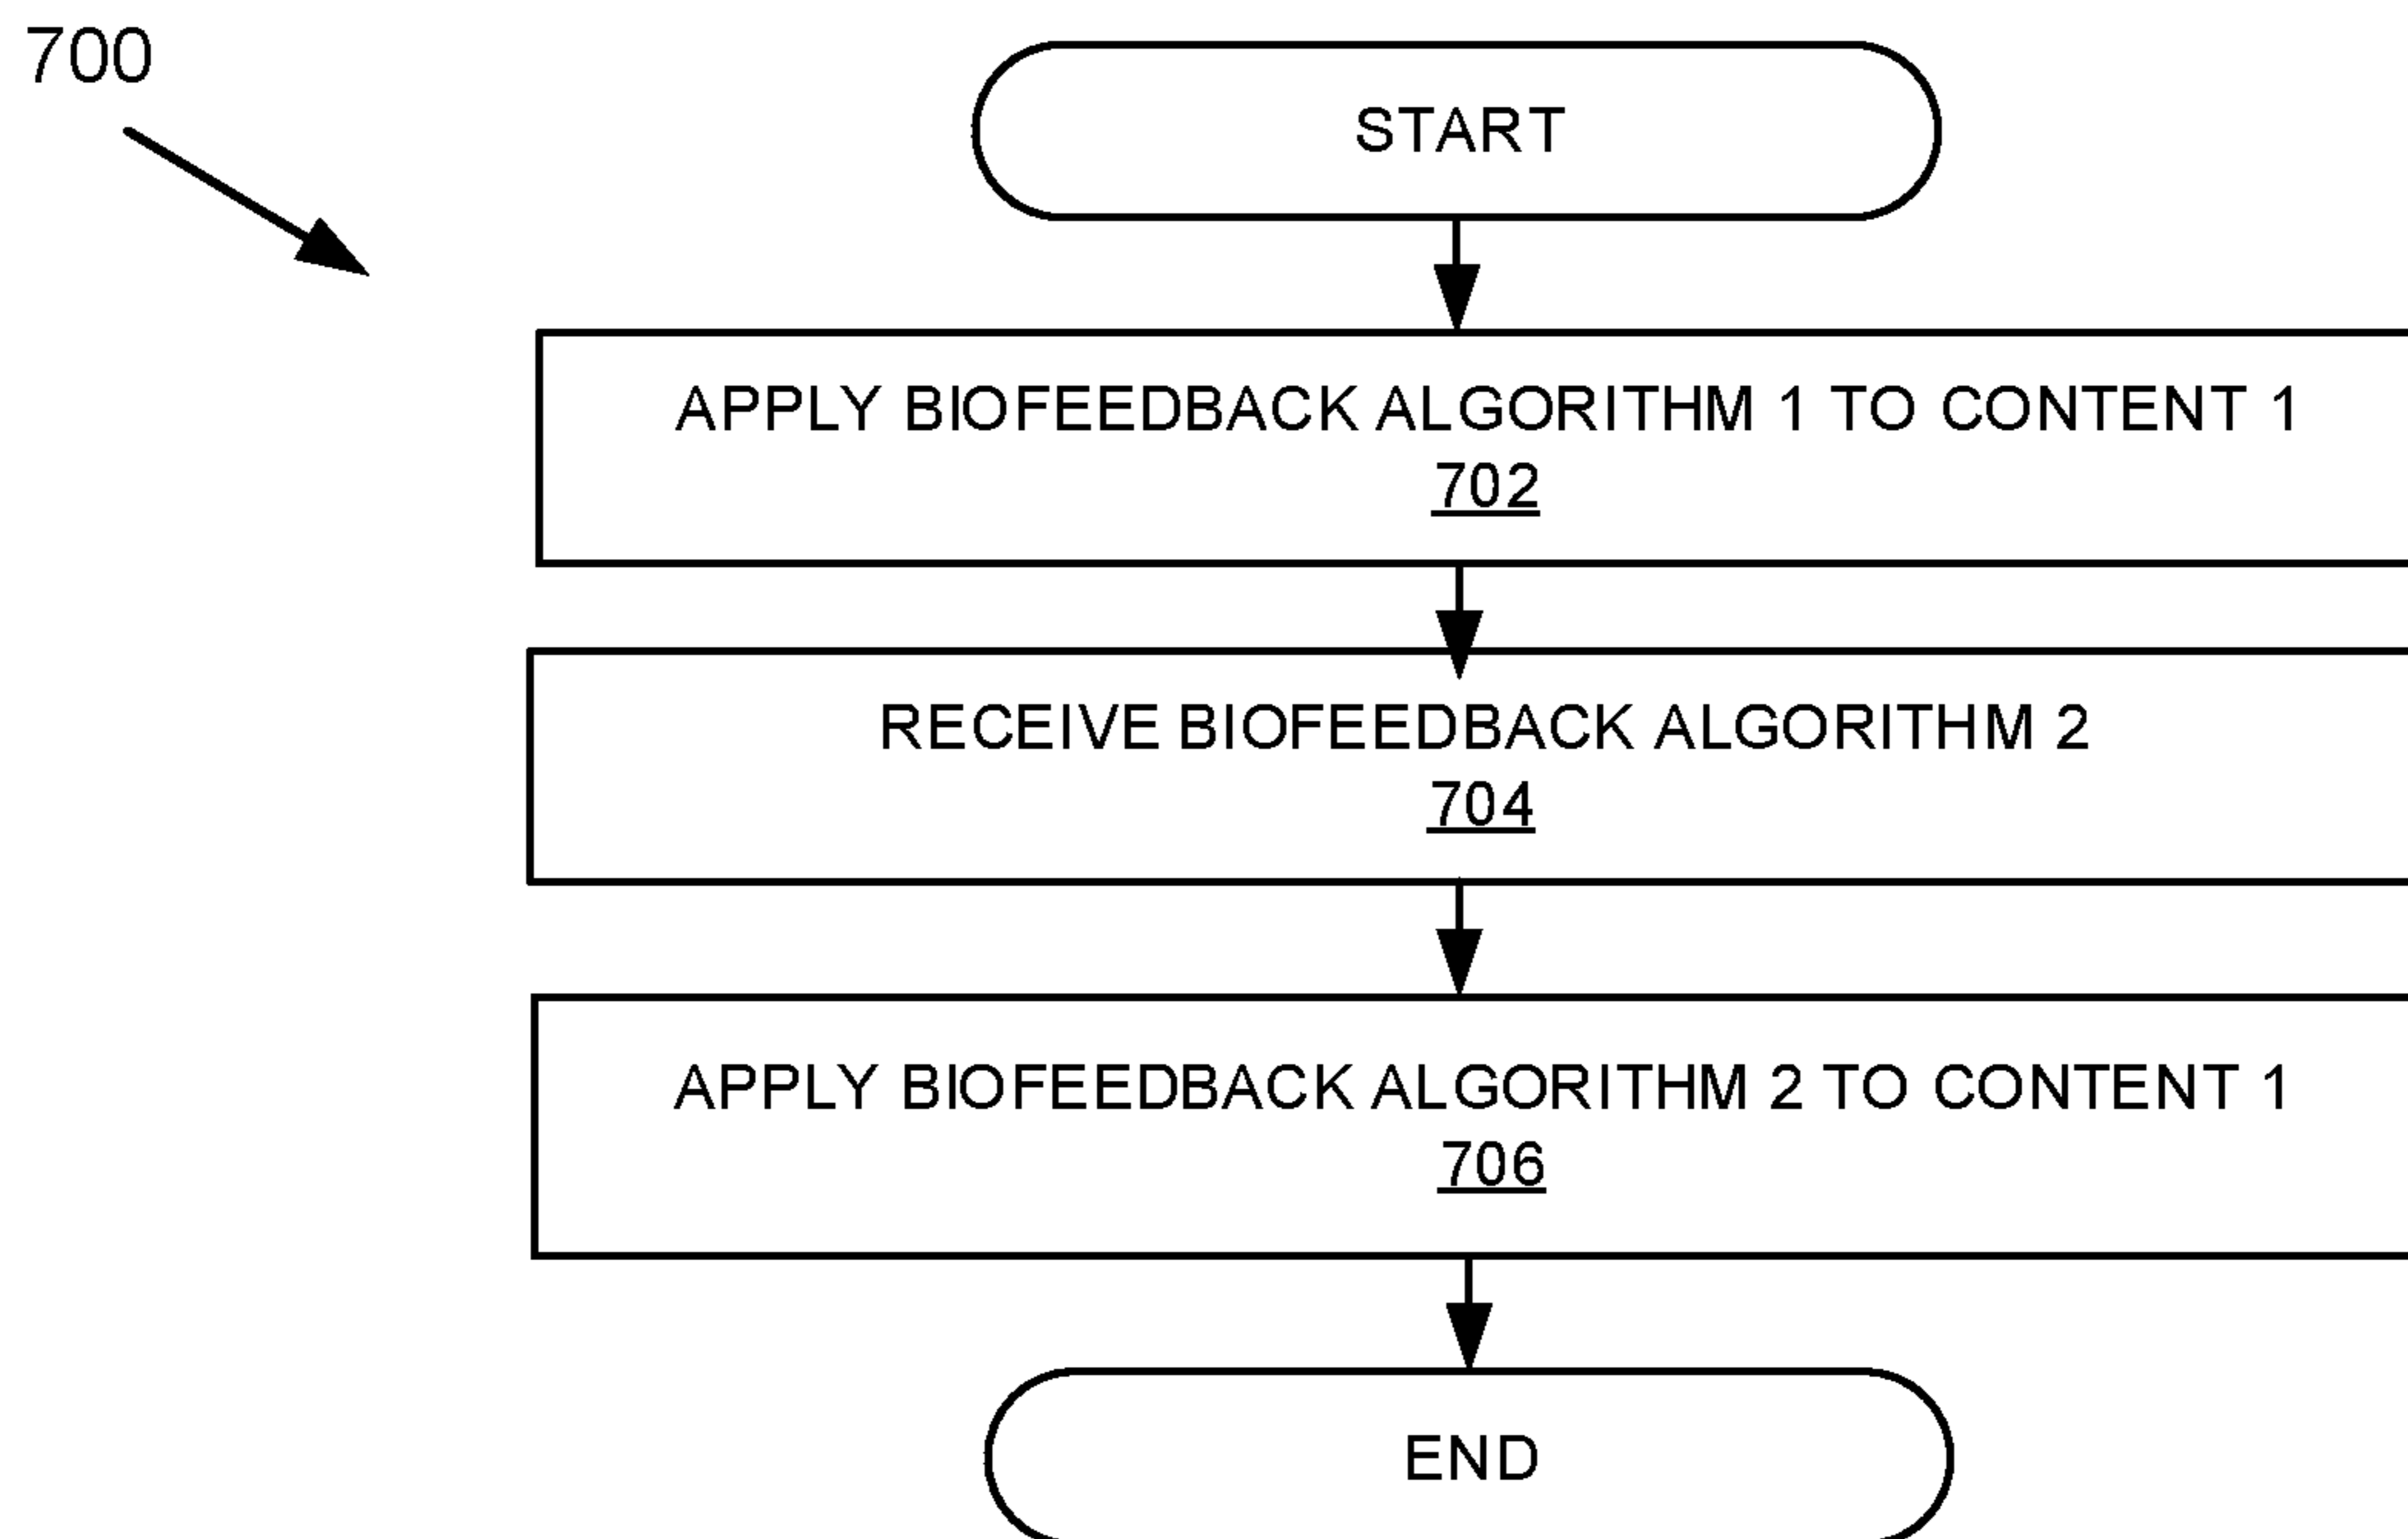 700
START
APPLY BIOFEEDBACK ALGORITHM 1 TO CONTENT 1
702
RECEIVE BIOFEEDBACK ALGORITHM 2
704
APPLY BIOFEEDBACK ALGORITHM 2 TO CONTENT 1
706
END